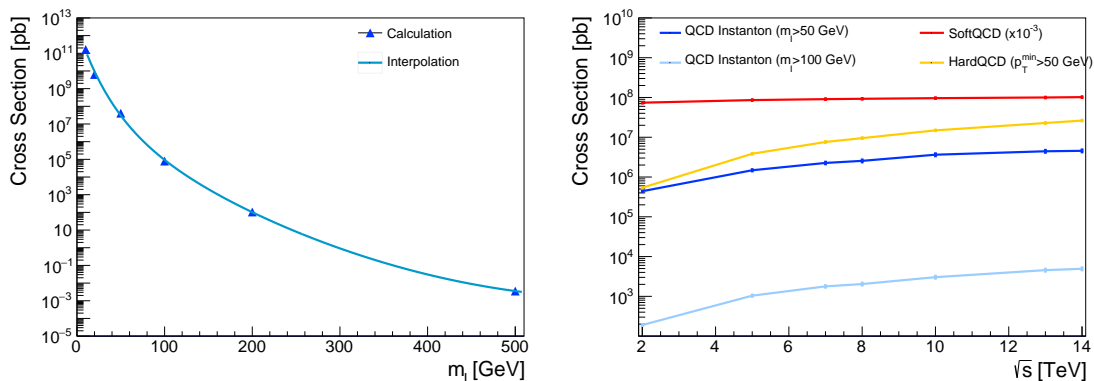 Cross Section [pb]
10^13
10^11
10^9
10^7
10^5
10^3
10
10^−1
10^−3
10^−5
0 100 200 300 400 500
m_I [GeV]
Calculation
Interpolation
Cross Section [pb]
10^10
10^9
10^8
10^7
10^6
10^5
10^4
10^3
2 4 6 8 10 12 14
√s [TeV]
QCD Instanton (m_I>50 GeV)
QCD Instanton (m_I>100 GeV)
SoftQCD (x10^-3)
HardQCD (p_T^min>50 GeV)